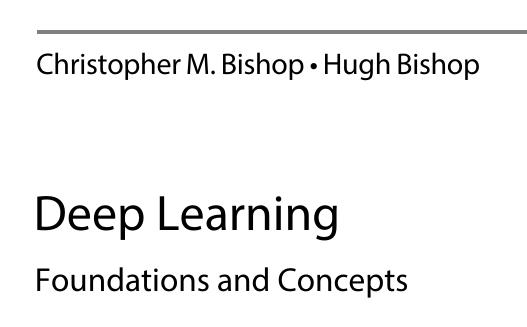 Christopher M. Bishop • Hugh Bishop
Deep Learning
Foundations and Concepts